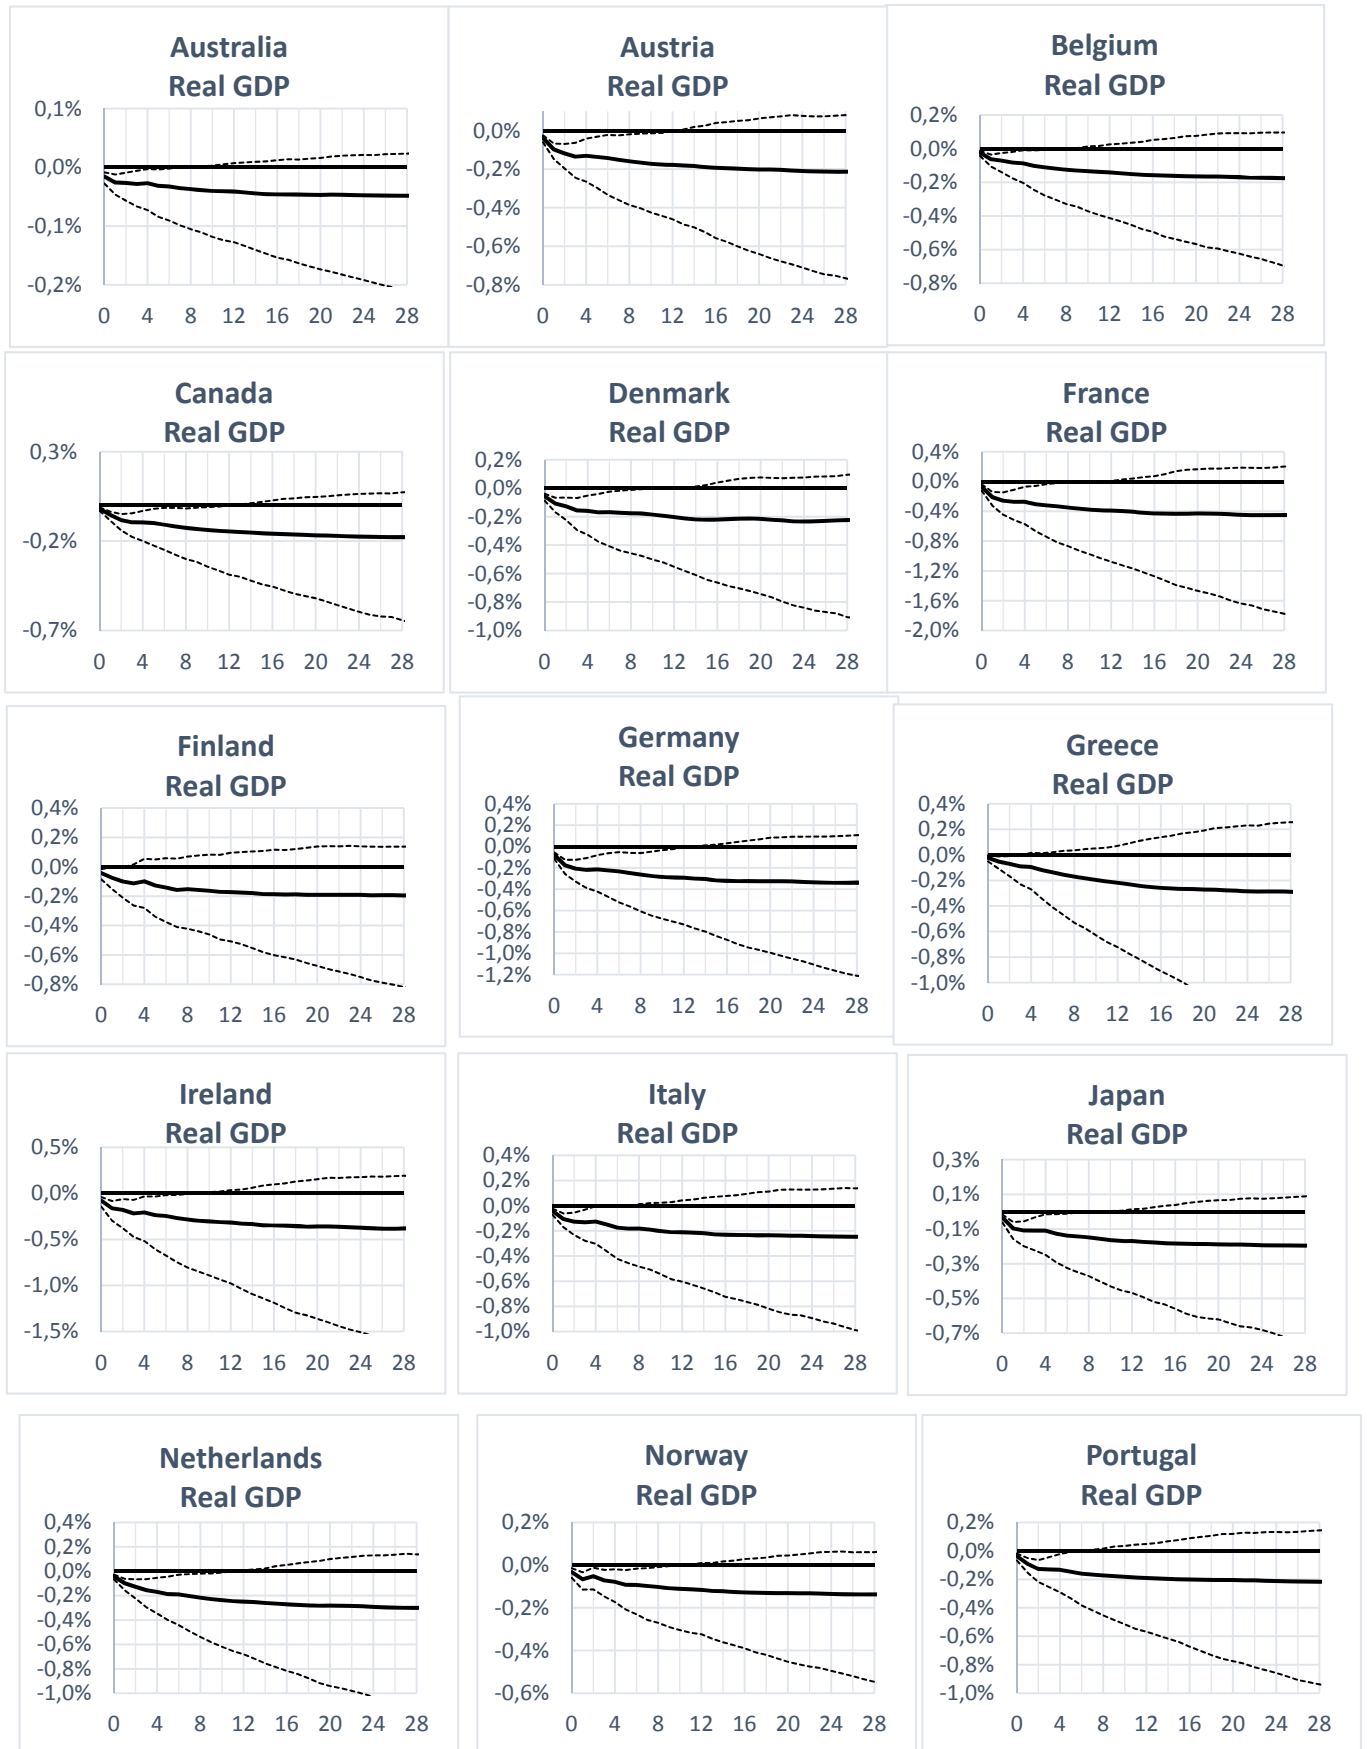 Australia
Real GDP
0,1%
0,0%
-0,1%
-0,2%
0 4 8 12 16 20 24 28
Austria
Real GDP
0,0%
-0,2%
-0,4%
-0,6%
-0,8%
0 4 8 12 16 20 24 28
Belgium
Real GDP
0,2%
0,0%
-0,2%
-0,4%
-0,6%
-0,8%
0 4 8 12 16 20 24 28
Canada
Real GDP
0,3%
-0,2%
-0,7%
0 4 8 12 16 20 24 28
Denmark
Real GDP
0,2%
0,0%
-0,2%
-0,4%
-0,6%
-0,8%
-1,0%
0 4 8 12 16 20 24 28
France
Real GDP
0,4%
0,0%
-0,4%
-0,8%
-1,2%
-1,6%
-2,0%
0 4 8 12 16 20 24 28
Finland
Real GDP
0,4%
0,2%
0,0%
-0,2%
-0,4%
-0,6%
-0,8%
0 4 8 12 16 20 24 28
Germany
Real GDP
0,4%
0,2%
0,0%
-0,2%
-0,4%
-0,6%
-0,8%
-1,0%
-1,2%
0 4 8 12 16 20 24 28
Greece
Real GDP
0,4%
0,2%
0,0%
-0,2%
-0,4%
-0,6%
-0,8%
-1,0%
0 4 8 12 16 20 24 28
Ireland
Real GDP
0,5%
0,0%
-0,5%
-1,0%
-1,5%
0 4 8 12 16 20 24 28
Italy
Real GDP
0,4%
0,2%
0,0%
-0,2%
-0,4%
-0,6%
-0,8%
-1,0%
0 4 8 12 16 20 24 28
Japan
Real GDP
0,3%
0,1%
-0,1%
-0,3%
-0,5%
-0,7%
0 4 8 12 16 20 24 28
Netherlands
Real GDP
0,4%
0,2%
0,0%
-0,2%
-0,4%
-0,6%
-0,8%
-1,0%
0 4 8 12 16 20 24 28
Norway
Real GDP
0,2%
0,0%
-0,2%
-0,4%
-0,6%
0 4 8 12 16 20 24 28
Portugal
Real GDP
0,2%
0,0%
-0,2%
-0,4%
-0,6%
-0,8%
-1,0%
0 4 8 12 16 20 24 28